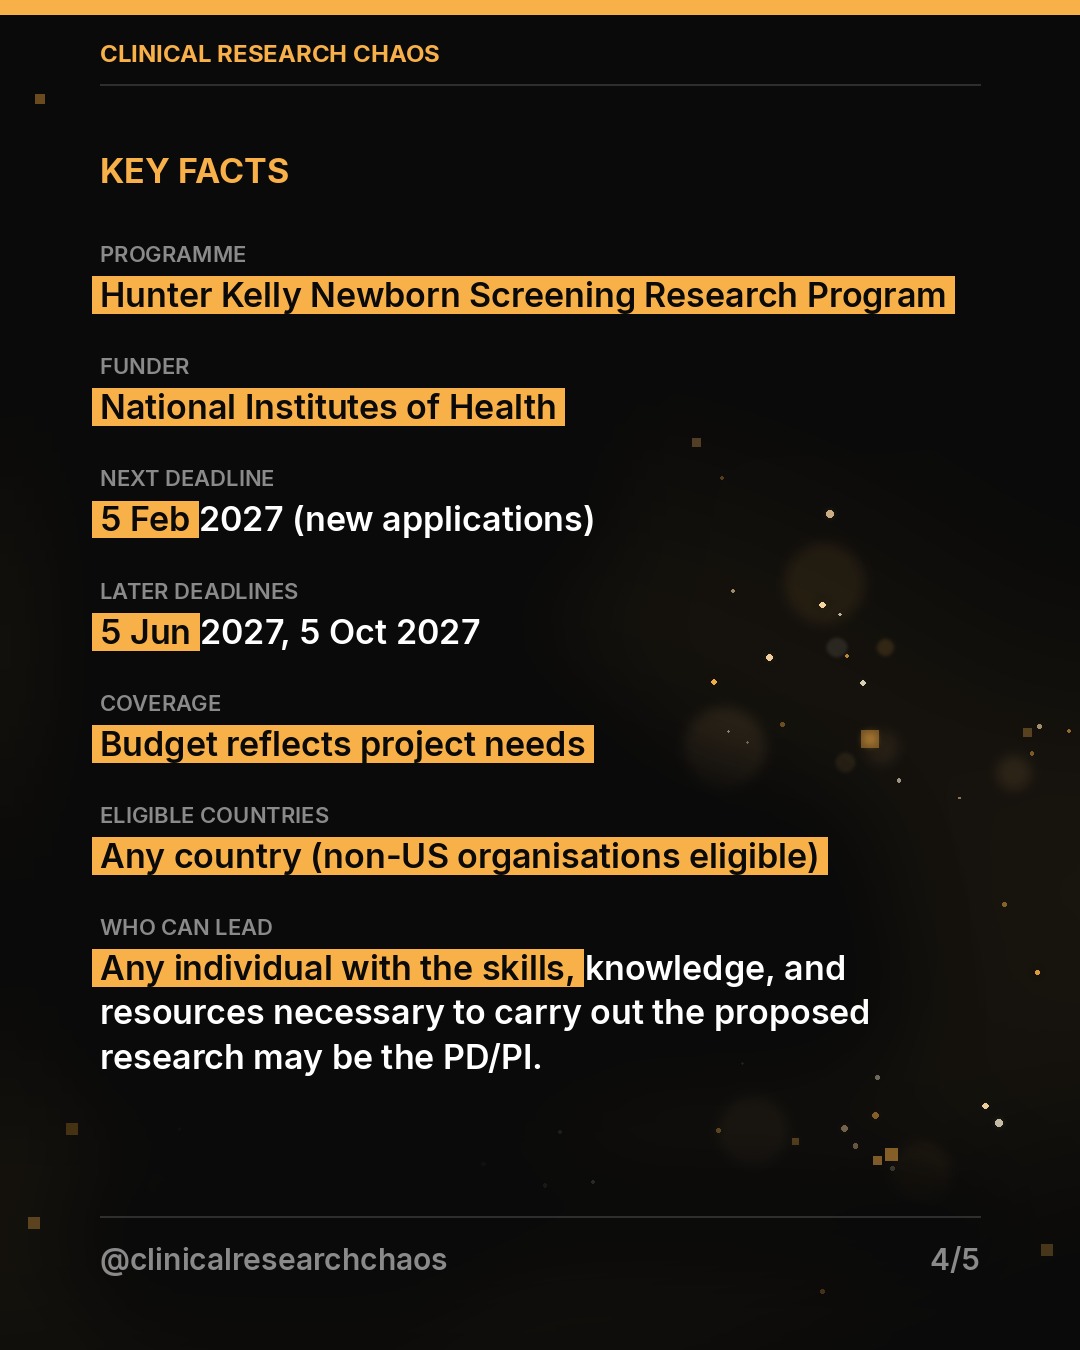 CLINICAL RESEARCH CHAOS
KEY FACTS
PROGRAMME
Hunter Kelly Newborn Screening Research Program
FUNDER
National Institutes of Health
NEXT DEADLINE
5 Feb 2027 (new applications)
LATER DEADLINES
5 Jun 2027, 5 Oct 2027
COVERAGE
Budget reflects project needs
ELIGIBLE COUNTRIES
Any country (non-US organisations eligible)
WHO CAN LEAD
Any individual with the skills, knowledge, and
resources necessary to carry out the proposed
research may be the PD/PI.
@clinicalresearchchaos
4/5